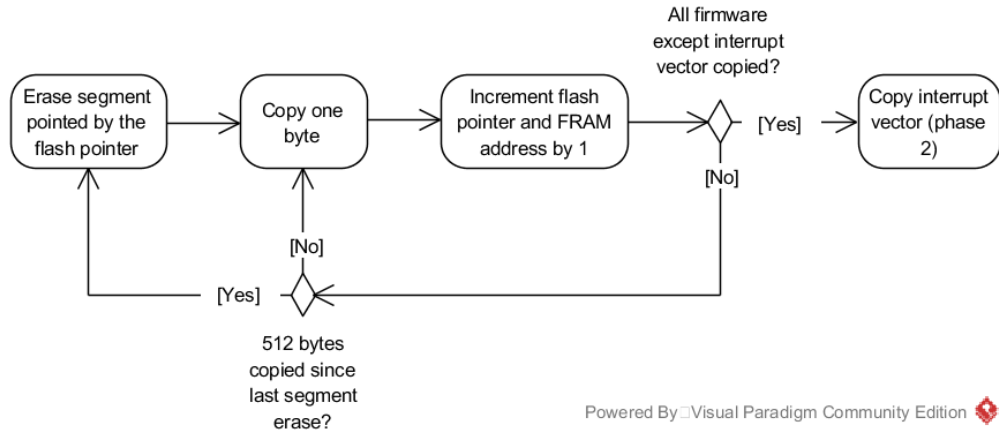 All firmware
except interrupt
vector copied?
Erase segment
pointed by the
flash pointer
Copy one
byte
Increment flash
pointer and FRAM
address by 1
[Yes]
Copy interrupt
vector (phase
2)
[No]
[No]
[Yes]
512 bytes
copied since
last segment
erase?
Powered By Visual Paradigm Community Edition